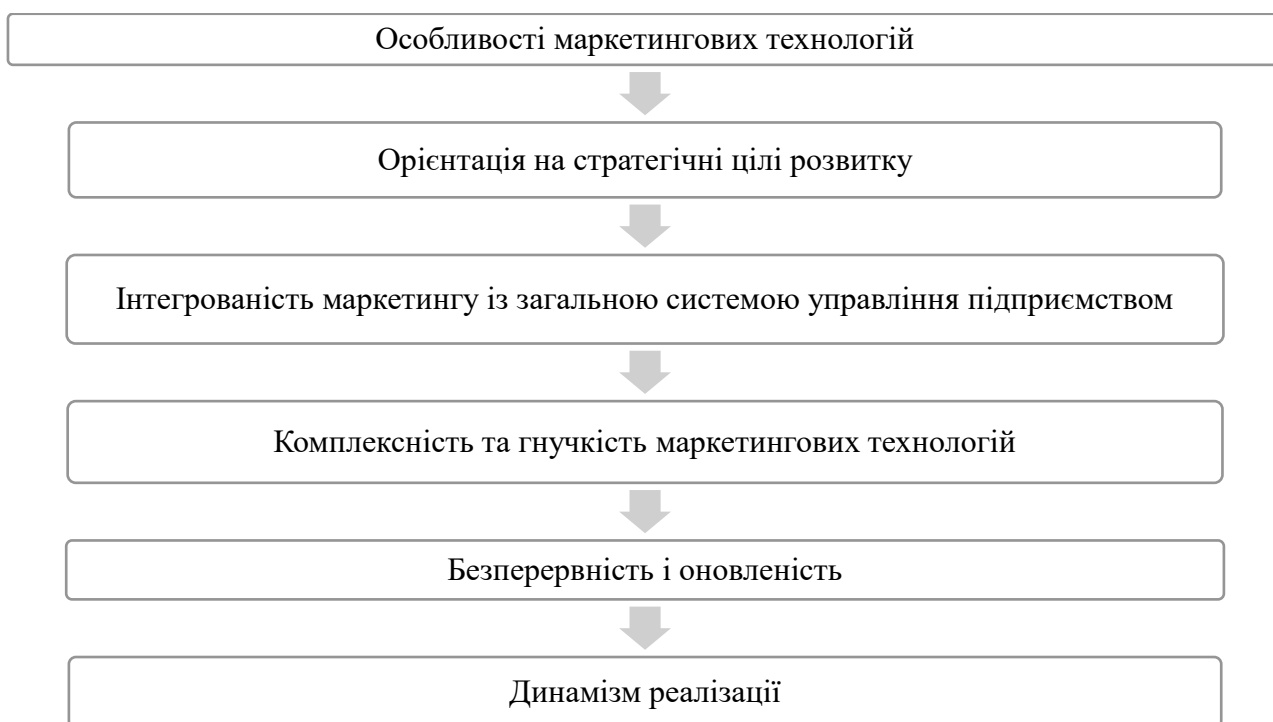 Особливості маркетингових технологій
Орієнтація на стратегічні цілі розвитку
Інтегрованість маркетингу із загальною системою управління підприємством
Комплексність та гнучкість маркетингових технологій
Безперервність і оновленість
Динамізм реалізації